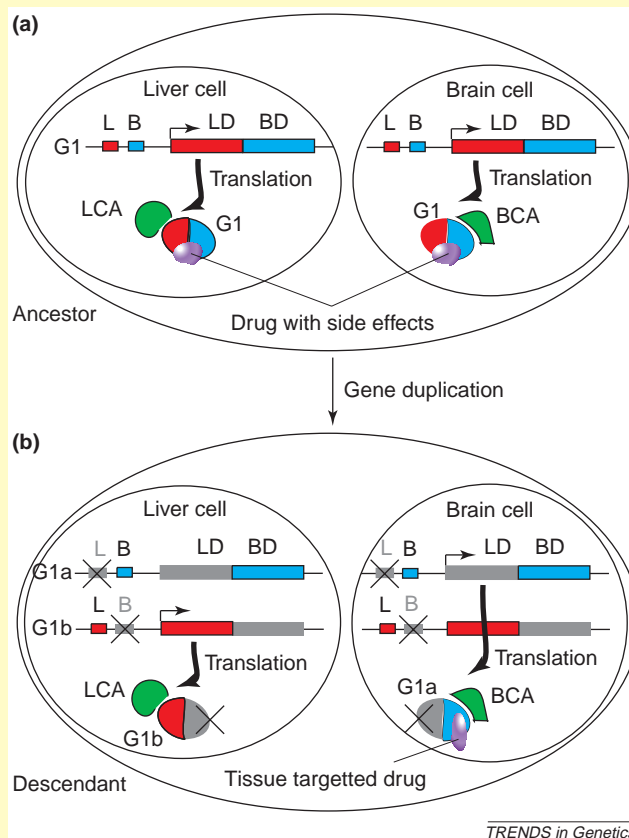 (a)
Liver cell
Brain cell
L B LD BD
L B LD BD
G1
Translation
Translation
LCA
G1
G1
BCA
Ancestor
Drug with side effects
Gene duplication
(b)
Liver cell
Brain cell
L B LD BD
L B LD BD
G1a
L B
L B
G1b
Translation
Translation
LCA
G1a
BCA
G1b
Tissue targetted drug
Descendant
TRENDS in Genetics